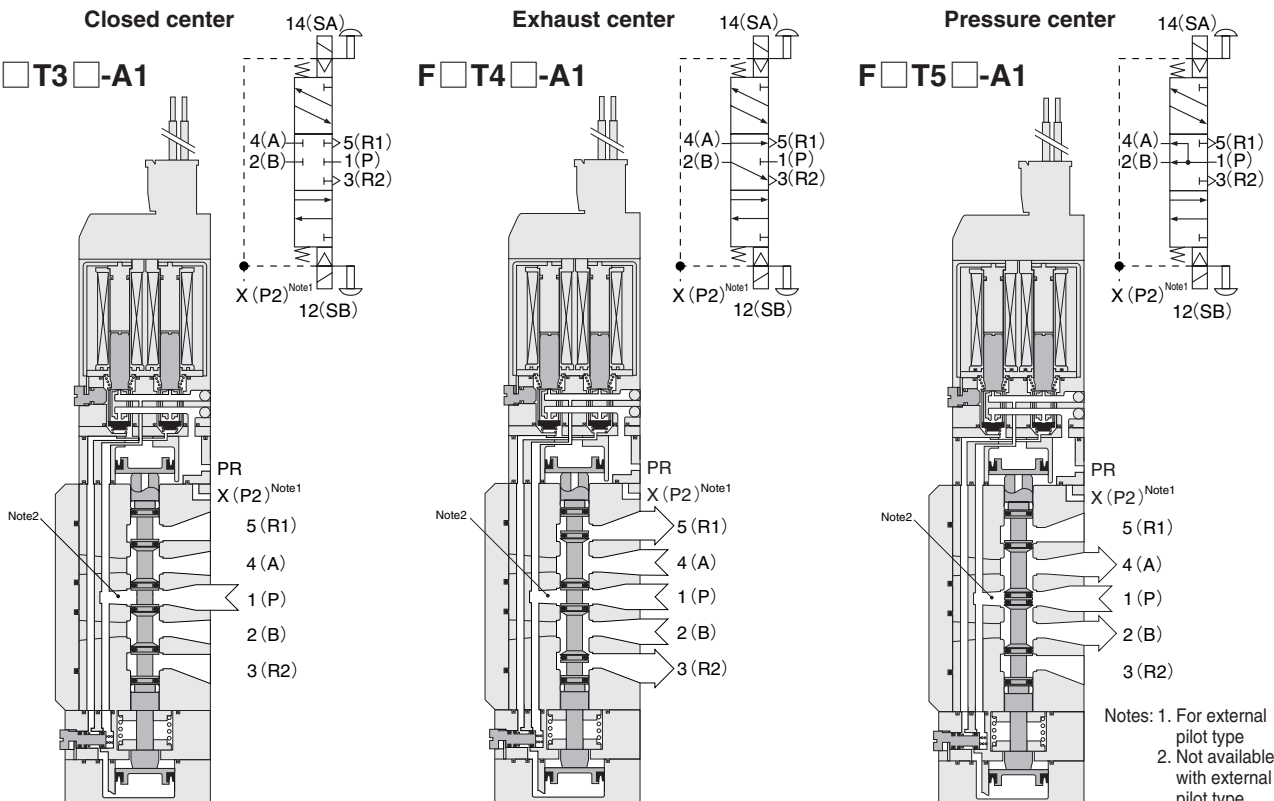 Closed center
14(SA)
□T3□-A1
4(A)
5(R1)
2(B)
1(P)
3(R2)
X (P2)Note1
12(SB)
PR
X (P2)Note1
Note2
5 (R1)
4 (A)
1 (P)
2 (B)
3 (R2)
Exhaust center
14(SA)
F□T4□-A1
4(A)
5(R1)
2(B)
1(P)
3(R2)
X (P2)Note1
12(SB)
PR
X (P2)Note1
Note2
5 (R1)
4 (A)
1 (P)
2 (B)
3 (R2)
Pressure center
14(SA)
F□T5□-A1
4(A)
5(R1)
2(B)
1(P)
3(R2)
X (P2)Note1
12(SB)
PR
X (P2)Note1
Note2
5 (R1)
4 (A)
1 (P)
2 (B)
3 (R2)
Notes: 1. For external
pilot type
2. Not available
with external
pilot type